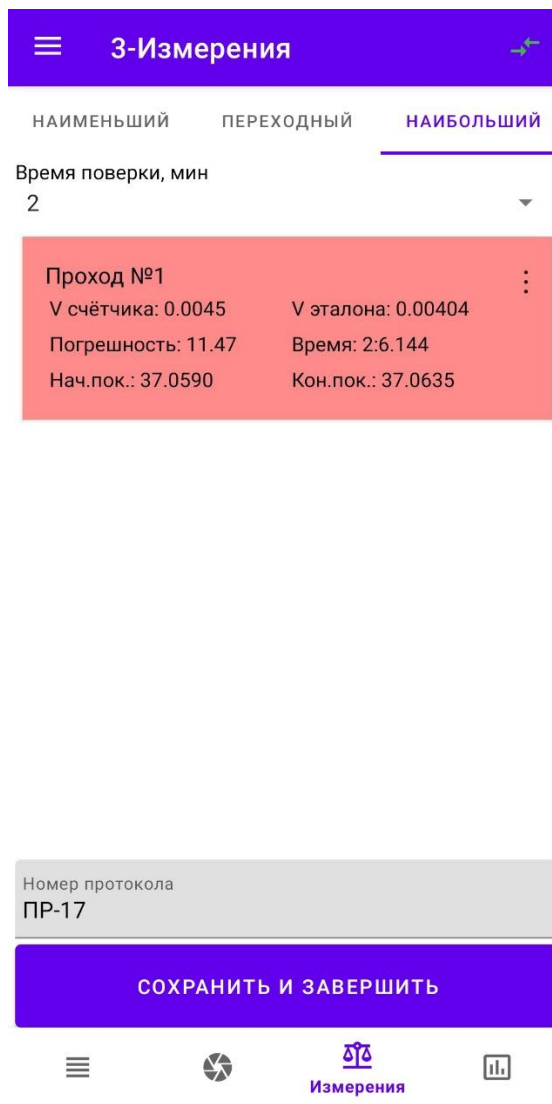 3-Измерения
НАИМЕНЬШИЙ ПЕРЕХОДНЫЙ НАИБОЛЬШИЙ
Время поверки, мин
2
Проход №1
V счётчика: 0.0045 V эталона: 0.00404
Погрешность: 11.47 Время: 2:6.144
Нач.пок.: 37.0590 Кон.пок.: 37.0635
Номер протокола
ПР-17
СОХРАНИТЬ И ЗАВЕРШИТЬ
Измерения